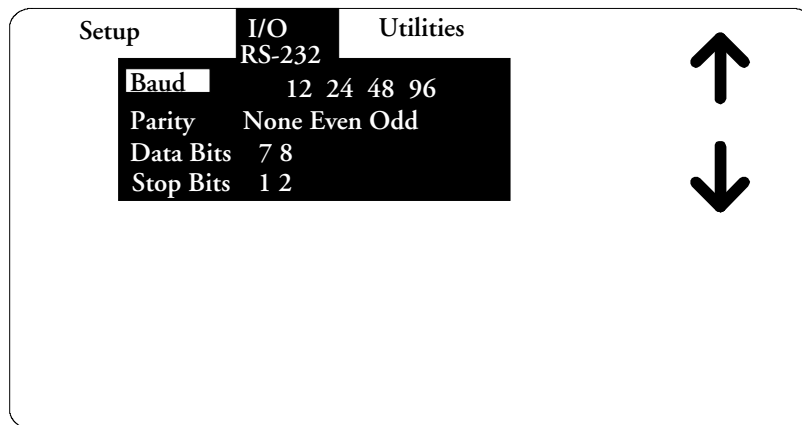 Setup I/O Utilities
RS-232
Baud 12 24 48 96
Parity None Even Odd
Data Bits 7 8
Stop Bits 1 2